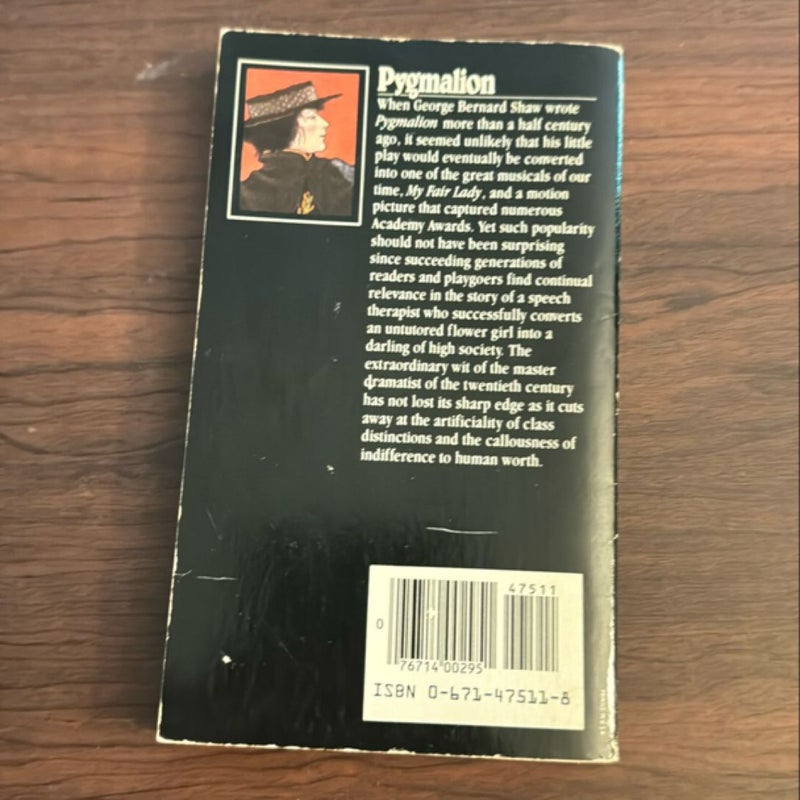 Pygmalion
When George Bernard Shaw wrote
Pygmalion more than a half century
ago, it seemed unlikely that his little
play would eventually be converted
into one of the great musicals of our
time, My Fair Lady, and a motion
picture that captured numerous
Academy Awards. Yet such popularity
should not have been surprising
since succeeding generations of
readers and playgoers find continual
relevance in the story of a speech
therapist who successfully converts
an untutored flower girl into a
darling of high society. The
extraordinary wit of the master
dramatist of the twentieth century
has not lost its sharp edge as it cuts
away at the artificiality of class
distinctions and the callousness of
indifference to human worth.
47511
0
76714 00295
ISBN 0-671-47511-8